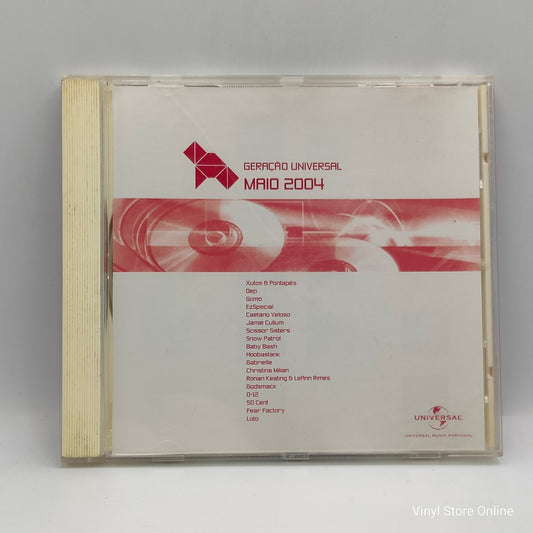 GERAÇÃO UNIVERSAL
MAIO 2004
Xutos & Pontapés
Dep
Gomo
EzSpecial
Caetano Veloso
Jamie Cullum
Scissor Sisters
Snow Patrol
Baby Bash
Hoobastank
Gabrielle
Christina Milian
Ronan Keating & LeAnn Rimes
Godsmack
D-12
50 Cent
Fear Factory
Loto
UNIVERSAL
UNIVERSAL MUSIC PORTUGAL
Vinyl Store Online